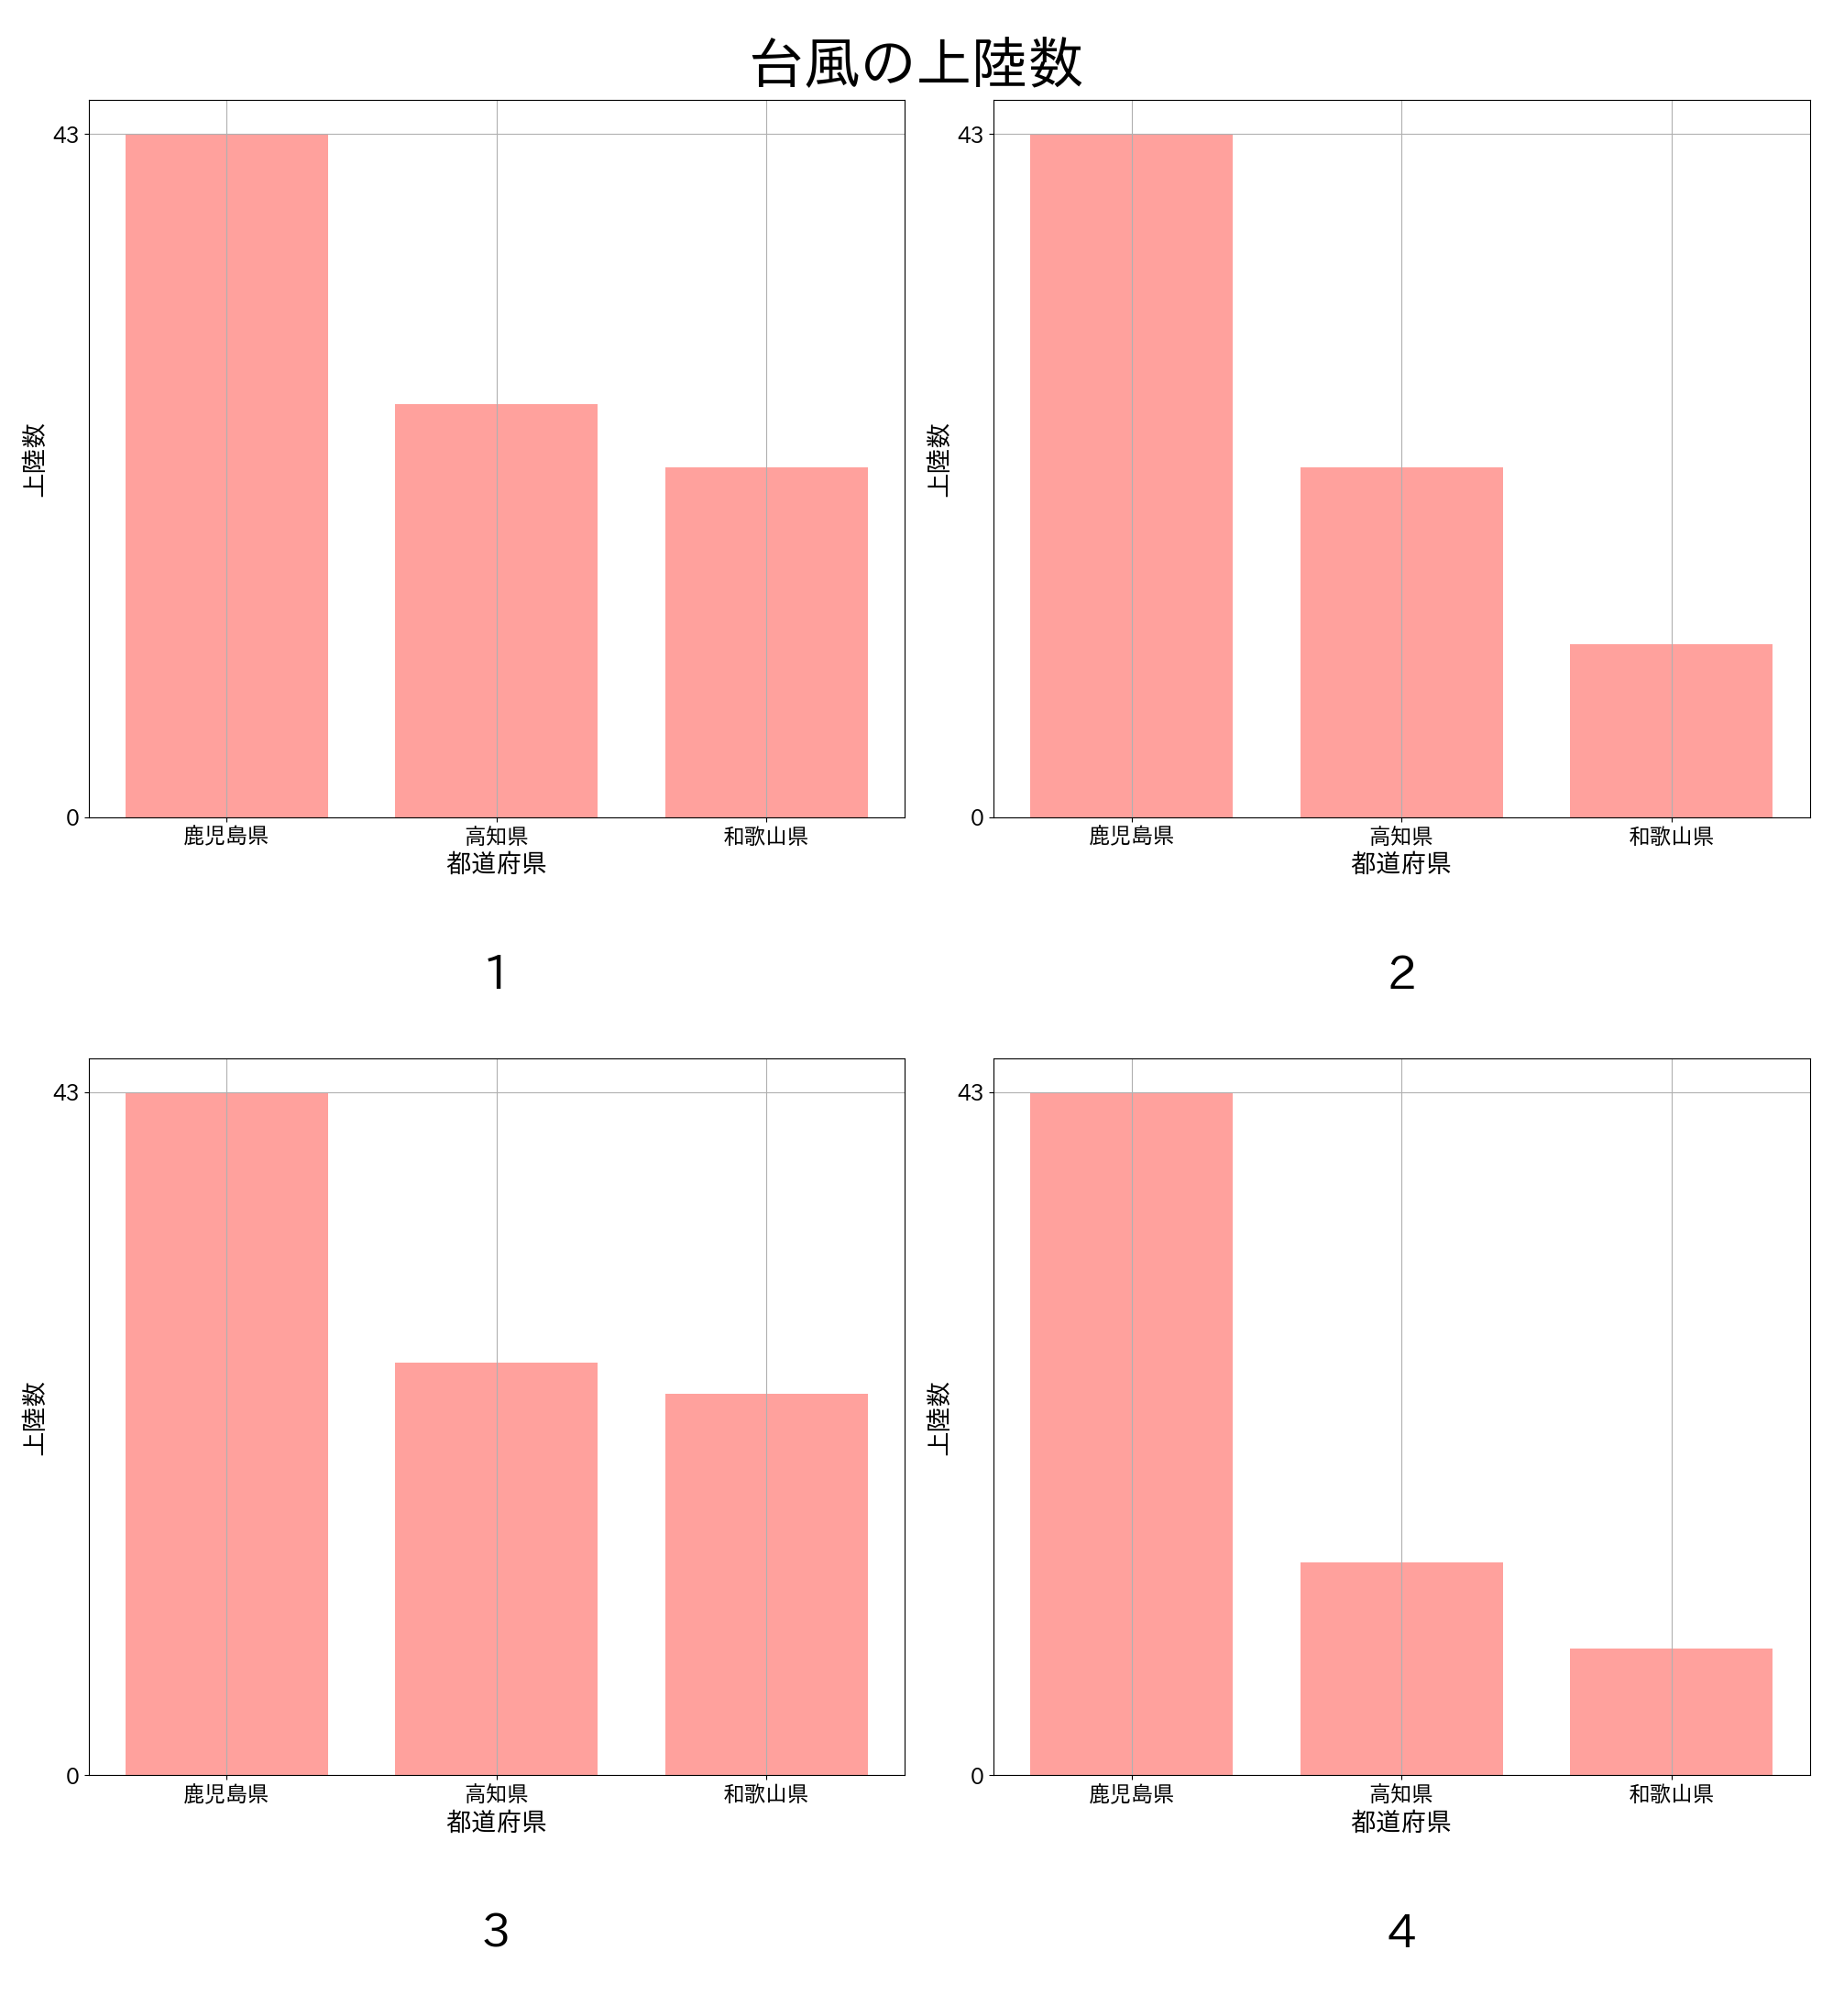 台風の上陸数
43
0
上陸数
鹿児島県 高知県 和歌山県
都道府県
1
43
0
上陸数
鹿児島県 高知県 和歌山県
都道府県
2
43
0
上陸数
鹿児島県 高知県 和歌山県
都道府県
3
43
0
上陸数
鹿児島県 高知県 和歌山県
都道府県
4